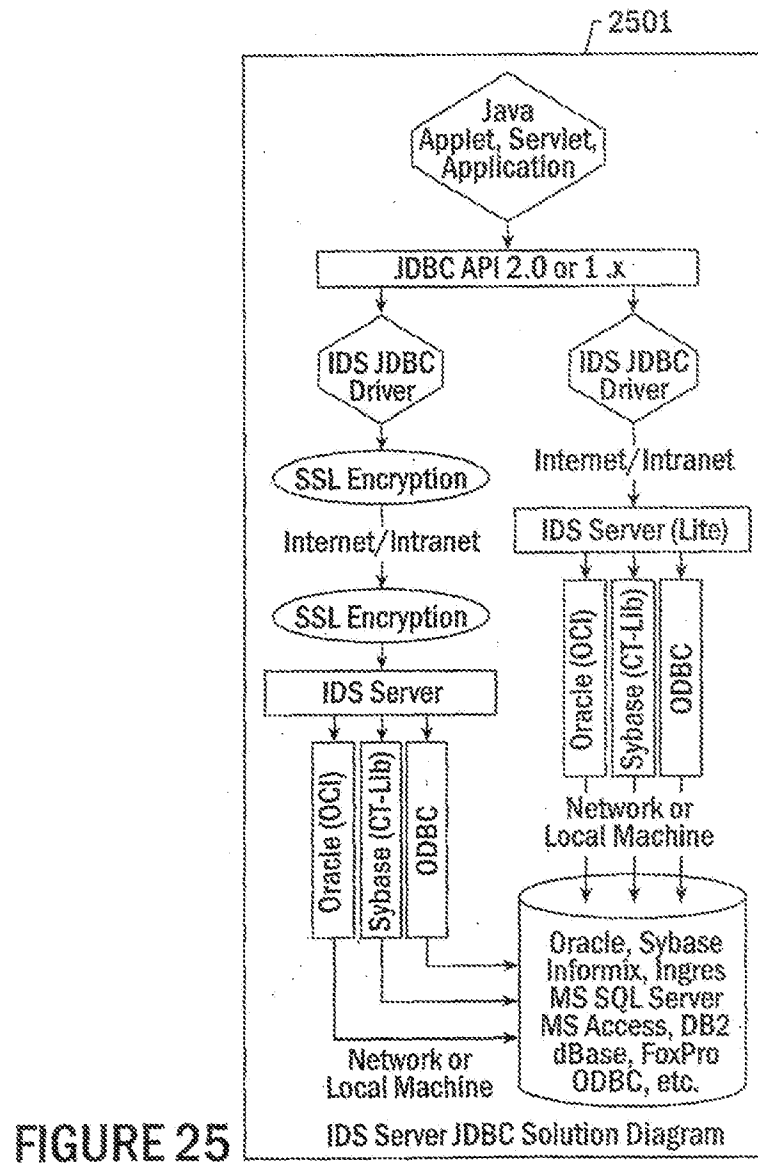 2501
Java
Applet, Servlet,
Application
JDBC API 2.0 or 1 .x
IDS JDBC
Driver
IDS JDBC
Driver
SSL Encryption
Internet/Intranet
SSL Encryption
IDS Server
Oracle (OCI)
Sybase (CT-Lib)
ODBC
Network or
Local Machine
Internet/Intranet
IDS Server (Lite)
Oracle (OCI)
Sybase (CT-Lib)
ODBC
Network or
Local Machine
Oracle, Sybase
Informix, Ingres
MS SQL Server
MS Access, DB2
dBase, FoxPro
ODBC, etc.
IDS Server JDBC Solution Diagram
FIGURE 25